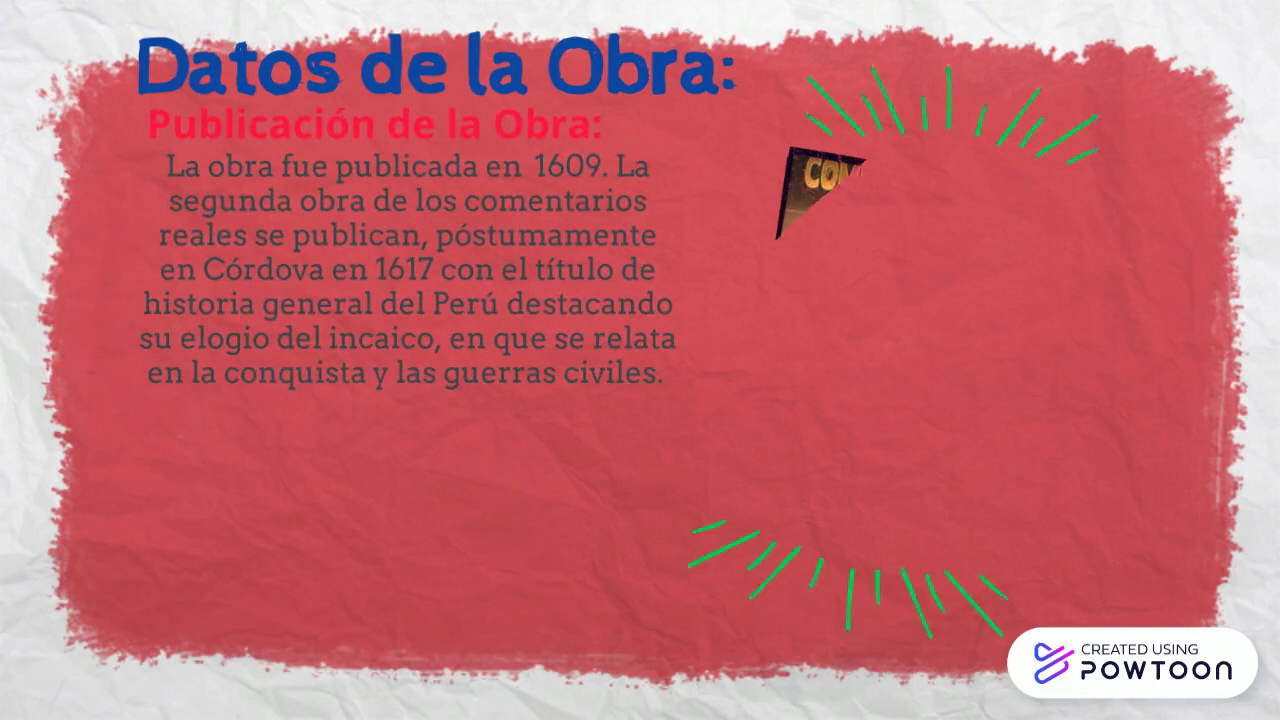 Datos de la Obra:
Publicación de la Obra:
La obra fue publicada en 1609. La
segunda obra de los comentarios
reales se publican, póstumamente
en Córdova en 1617 con el título de
historia general del Perú destacando
su elogio del incaico, en que se relata
en la conquista y las guerras civiles.
CREATED USING
POWTOON